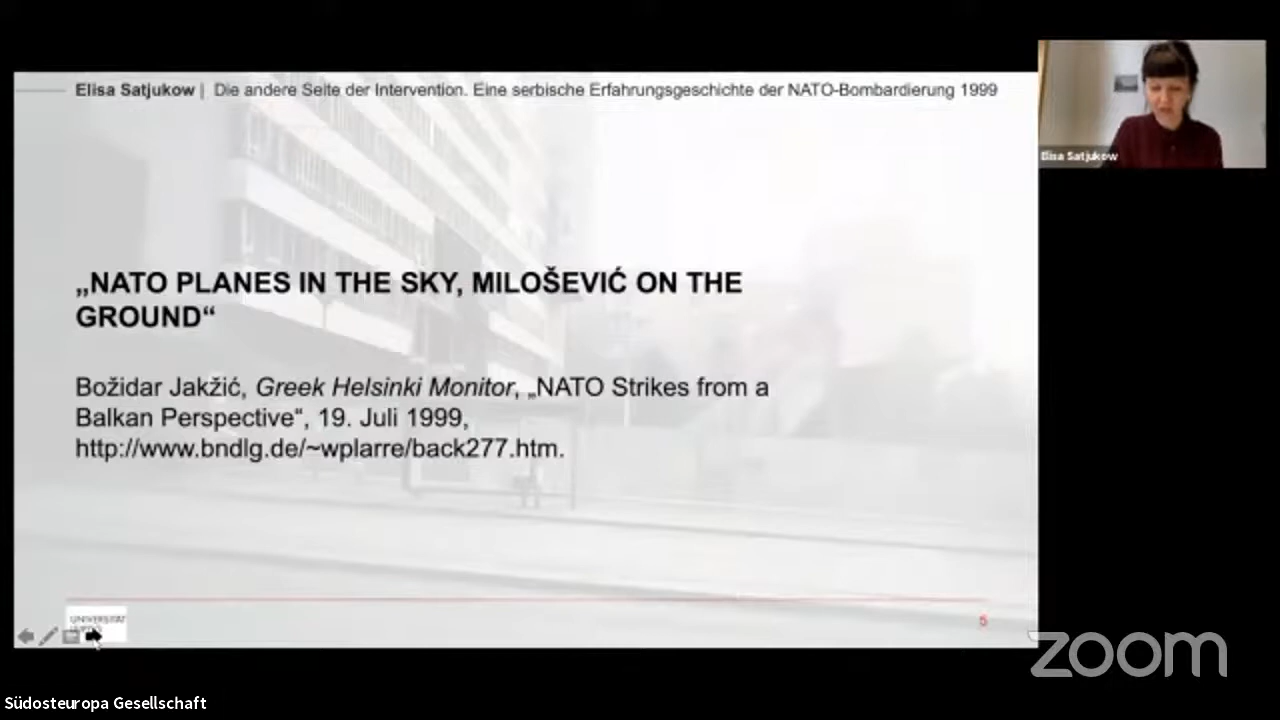 Elisa Satjukow | Die andere Seite der Intervention. Eine serbische Erfahrungsgeschichte der NATO-Bombardierung 1999
Elisa Satjukow
„NATO PLANES IN THE SKY, MILOŠEVIĆ ON THE
GROUND“
Božidar Jakžić, Greek Helsinki Monitor, „NATO Strikes from a
Balkan Perspective“, 19. Juli 1999,
http://www.bndlg.de/~wplarre/back277.htm.
UNIVERSITÄT
5
zoom
Südosteuropa Gesellschaft